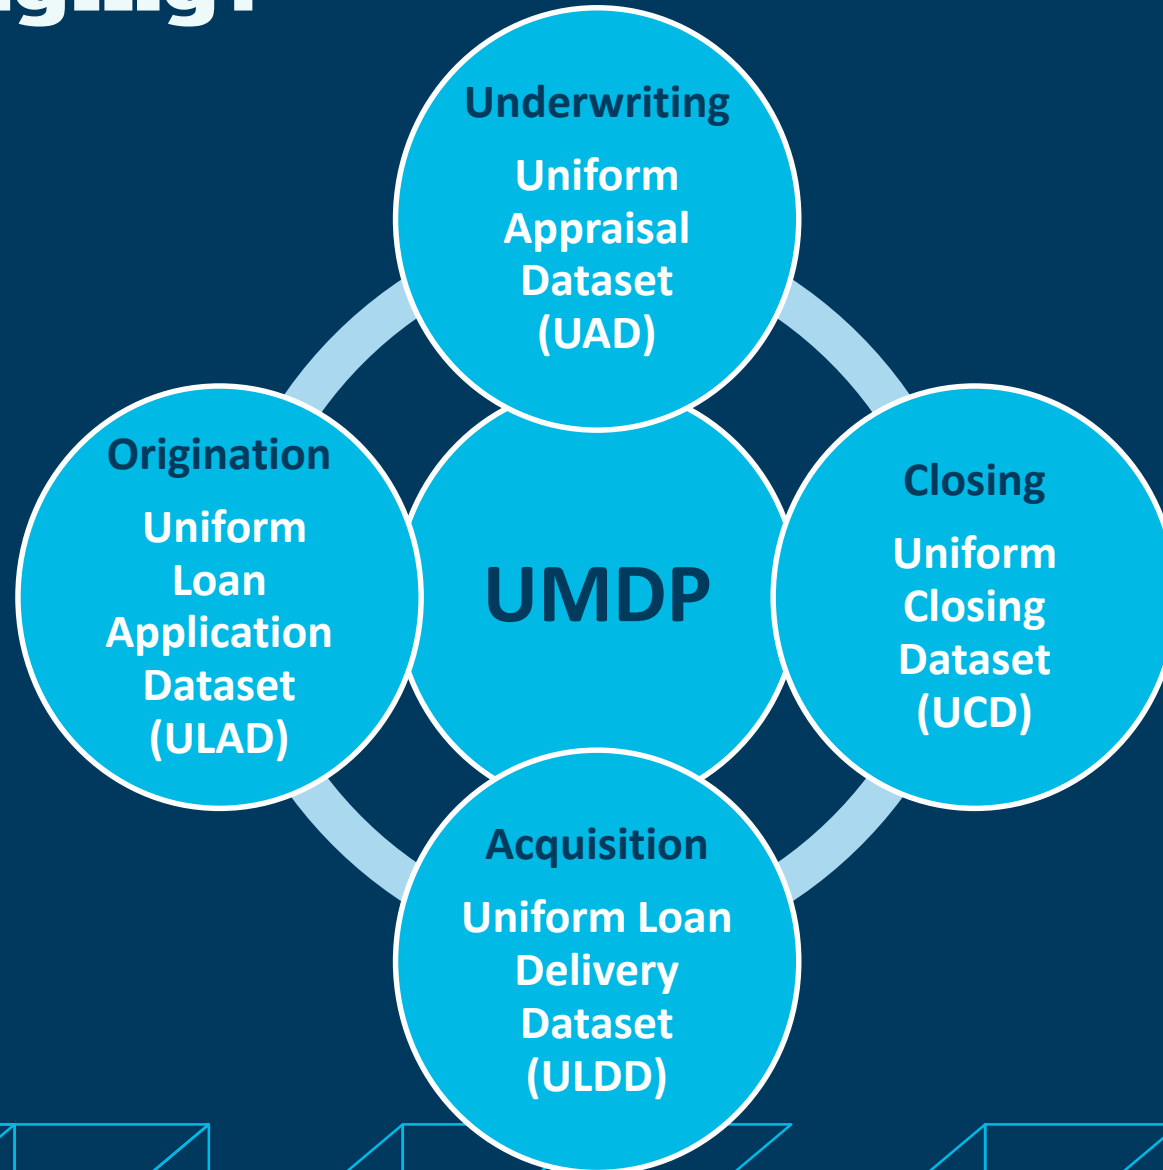 Underwriting
Uniform
Appraisal
Dataset
(UAD)
Origination
Uniform
Loan
Application
Dataset
(ULAD)
UMDP
Closing
Uniform
Closing
Dataset
(UCD)
Acquisition
Uniform Loan
Delivery
Dataset
(ULDD)